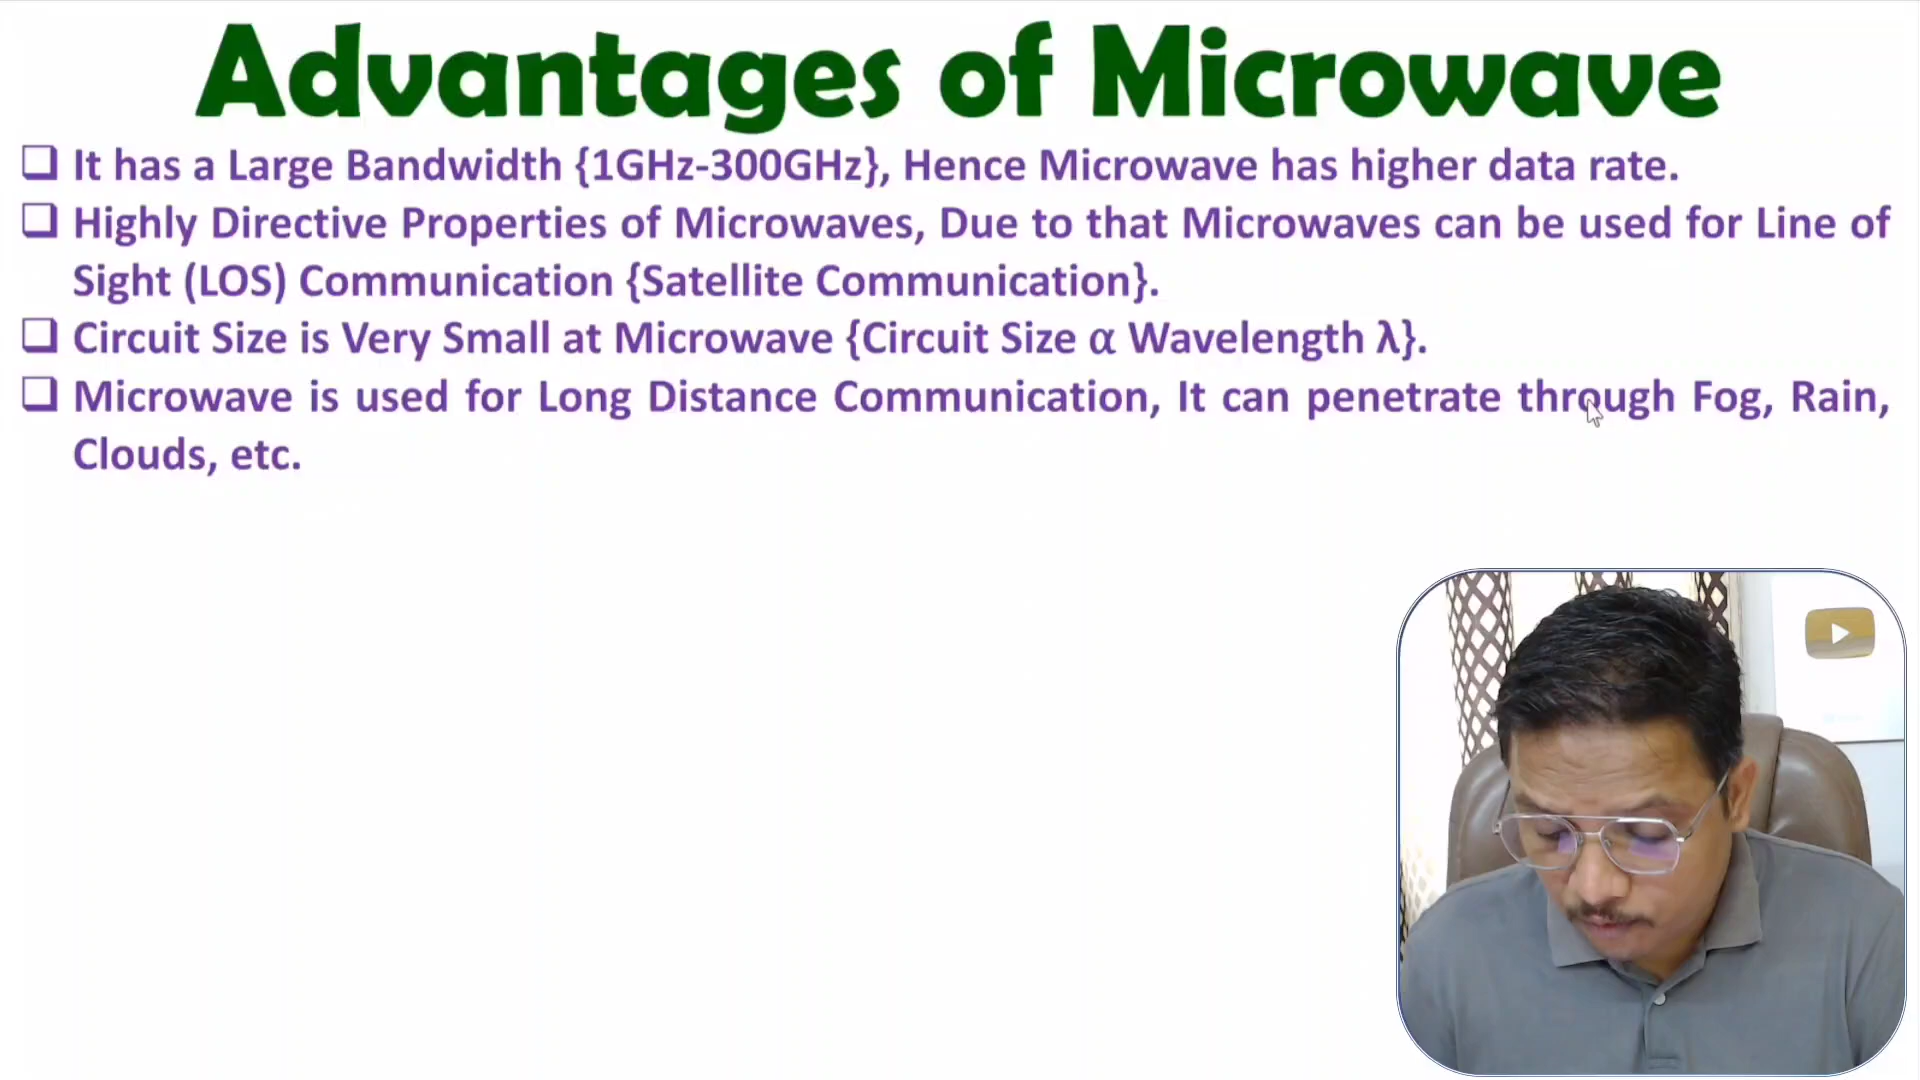 Advantages of Microwave
❑ It has a Large Bandwidth {1GHz-300GHz}, Hence Microwave has higher data rate.
❑ Highly Directive Properties of Microwaves, Due to that Microwaves can be used for Line of
Sight (LOS) Communication {Satellite Communication}.
❑ Circuit Size is Very Small at Microwave {Circuit Size α Wavelength λ}.
❑ Microwave is used for Long Distance Communication, It can penetrate through Fog, Rain,
Clouds, etc.